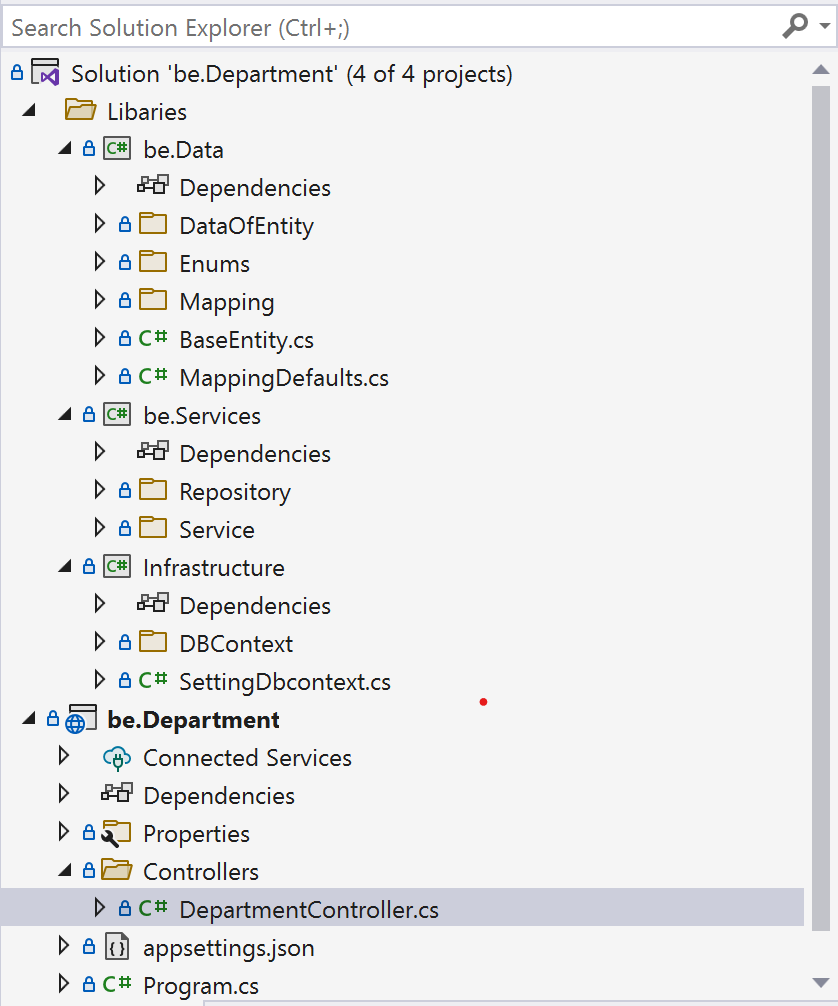 Search Solution Explorer (Ctrl+;)
Solution 'be.Department' (4 of 4 projects)
Libaries
C# be.Data
Dependencies
DataOfEntity
Enums
Mapping
C# BaseEntity.cs
C# MappingDefaults.cs
C# be.Services
Dependencies
Repository
Service
C# Infrastructure
Dependencies
DBContext
C# SettingDbcontext.cs
be.Department
Connected Services
Dependencies
Properties
Controllers
C# DepartmentController.cs
appsettings.json
C# Program.cs